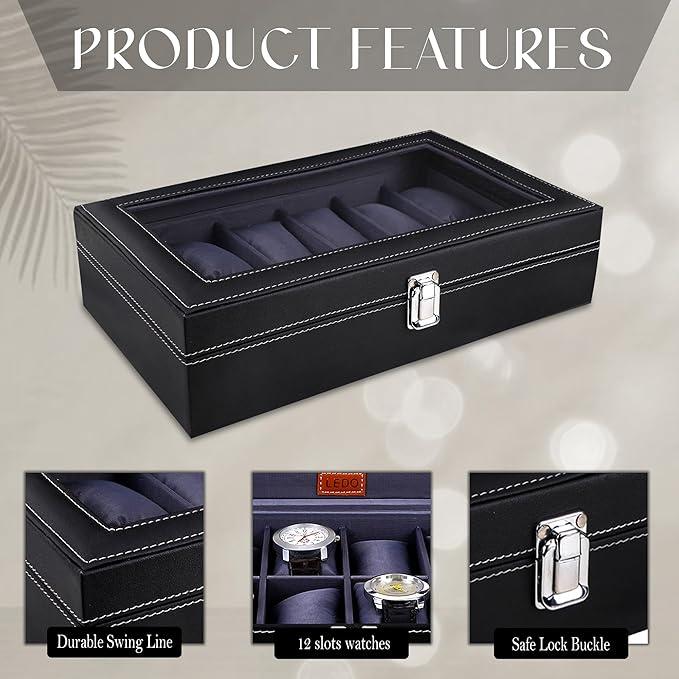 PRODUCT FEATURES
LEDO
Durable Swing Line
12 slots watches
Safe Lock Buckle